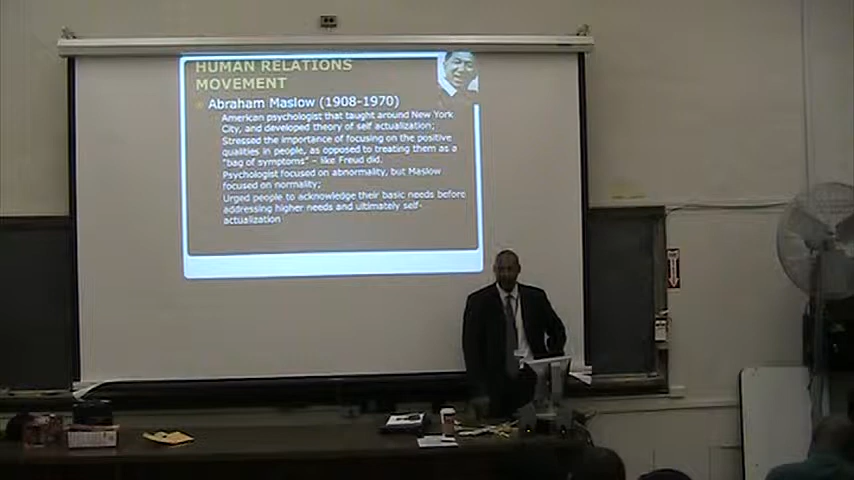 HUMAN RELATIONS
MOVEMENT
Abraham Maslow (1908-1970)
American psychologist that taught around New York
City, and developed theory of self actualization;
Stressed the importance of focusing on the positive
qualities in people, as opposed to treating them as a
"bag of symptoms" – like Freud did.
Psychologist focused on abnormality, but Maslow
focused on normality;
Urged people to acknowledge their basic needs before
addressing higher needs and ultimately self-
actualization